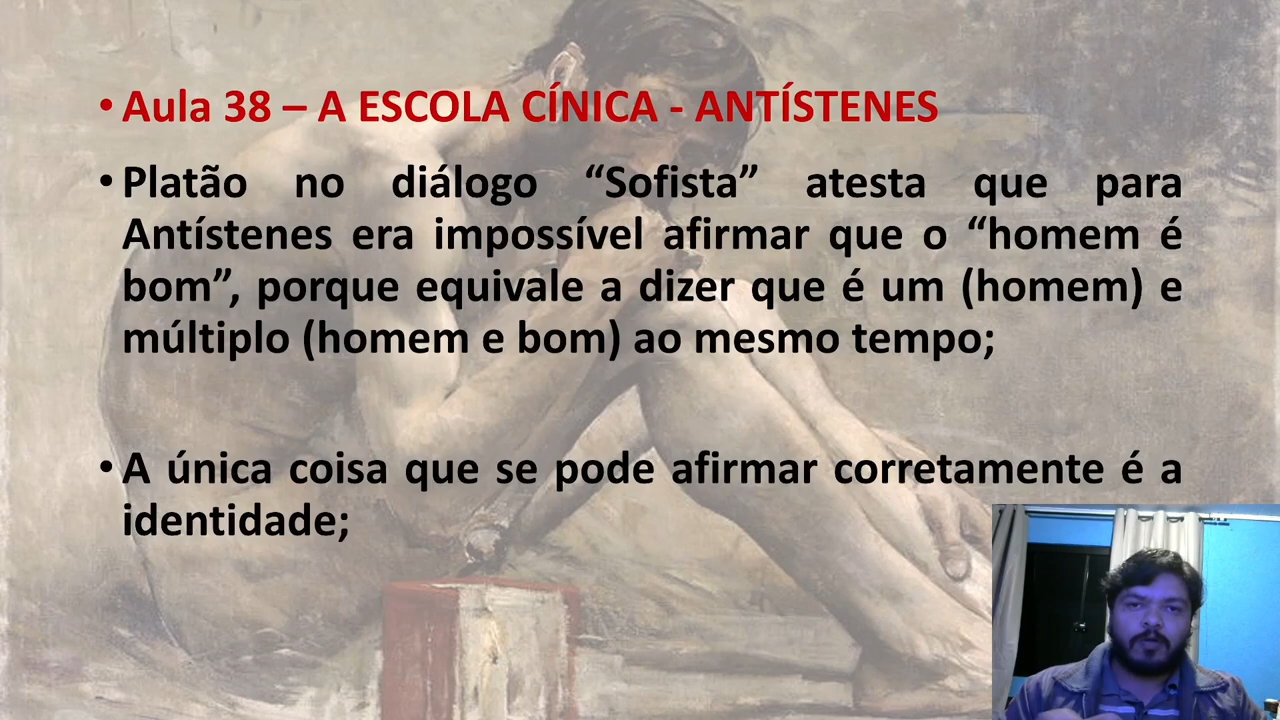 • Aula 38 – A ESCOLA CÍNICA - ANTÍSTENES
• Platão no diálogo “Sofista” atesta que para
Antístenes era impossível afirmar que o “homem é
bom”, porque equivale a dizer que é um (homem) e
múltiplo (homem e bom) ao mesmo tempo;
• A única coisa que se pode afirmar corretamente é a
identidade;